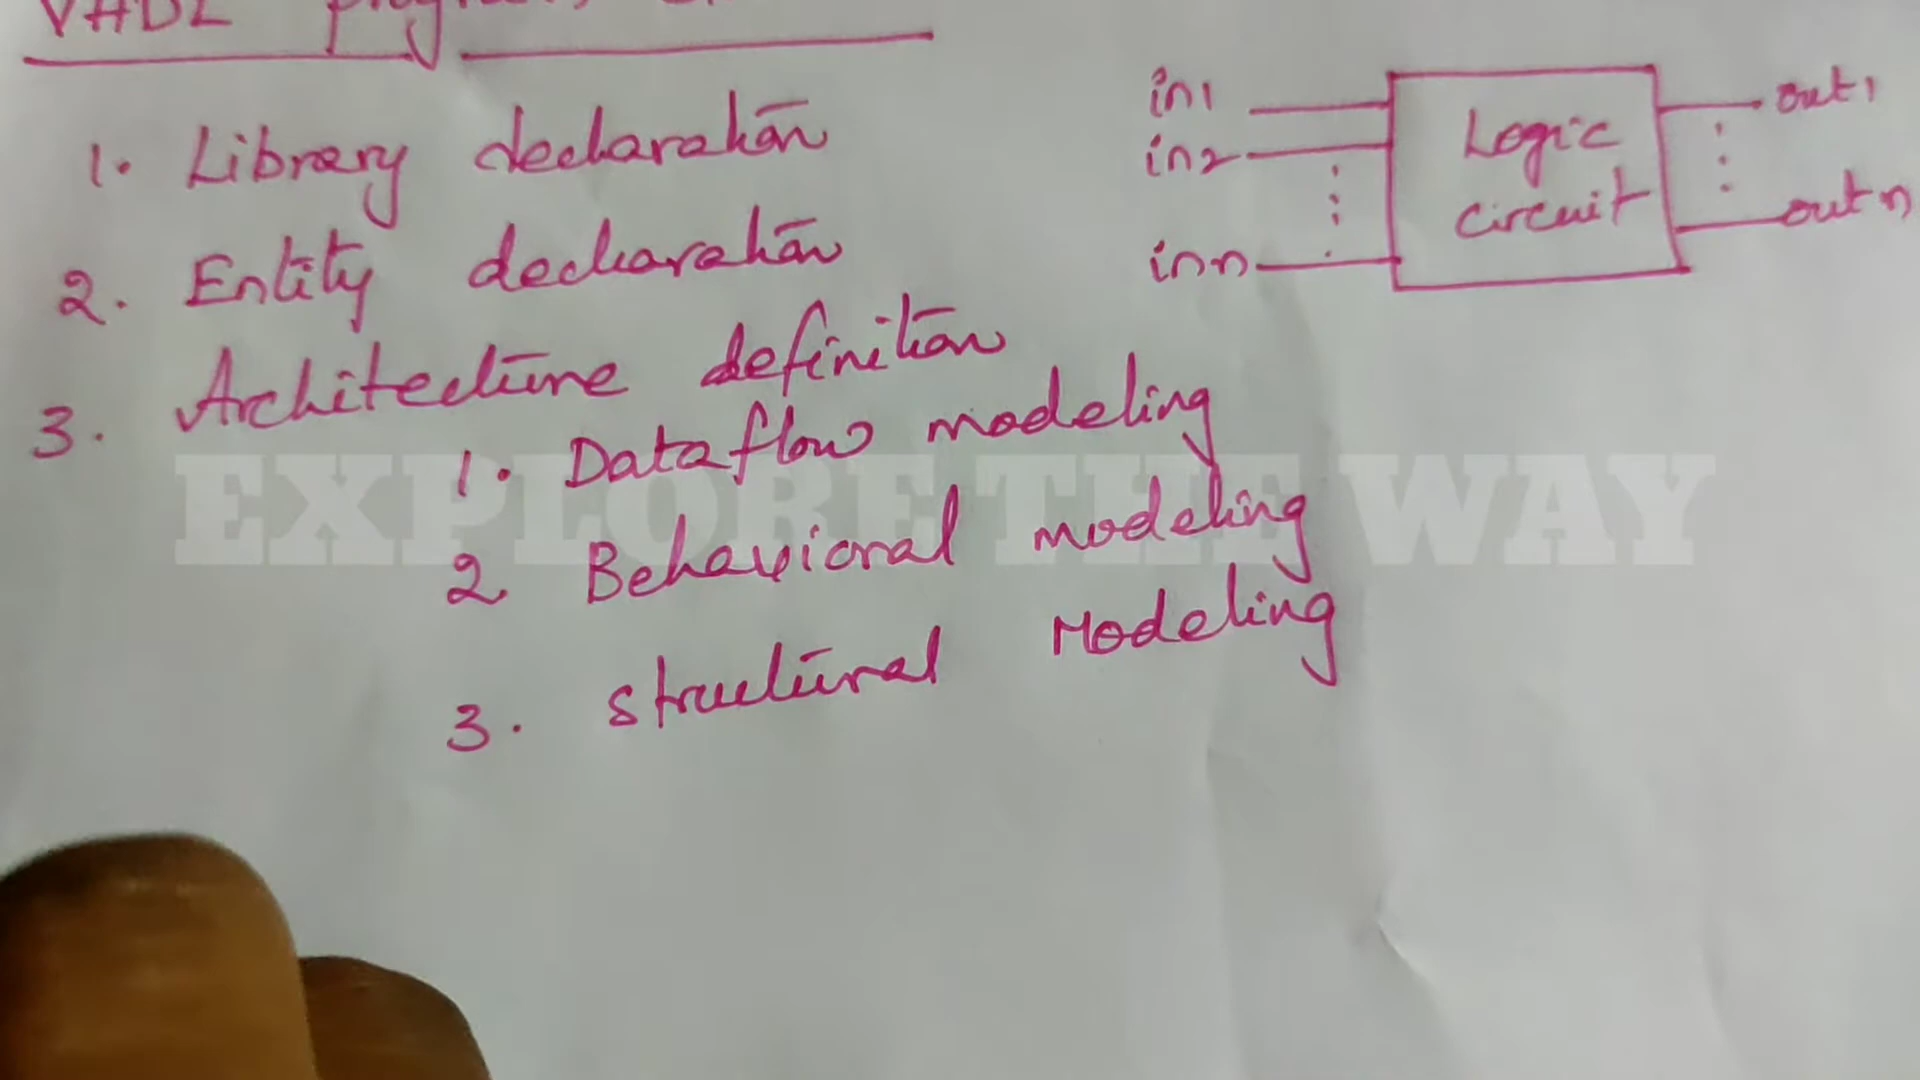 VHDL
1. Library declaration
2. Entity declaration
3. Architecture definition
1. Dataflow modeling
2. Behavioral modeling
3. Structural Modeling
in1
in2
inn
Logic
circuit
out1
outn
EXPLORE THE WAY